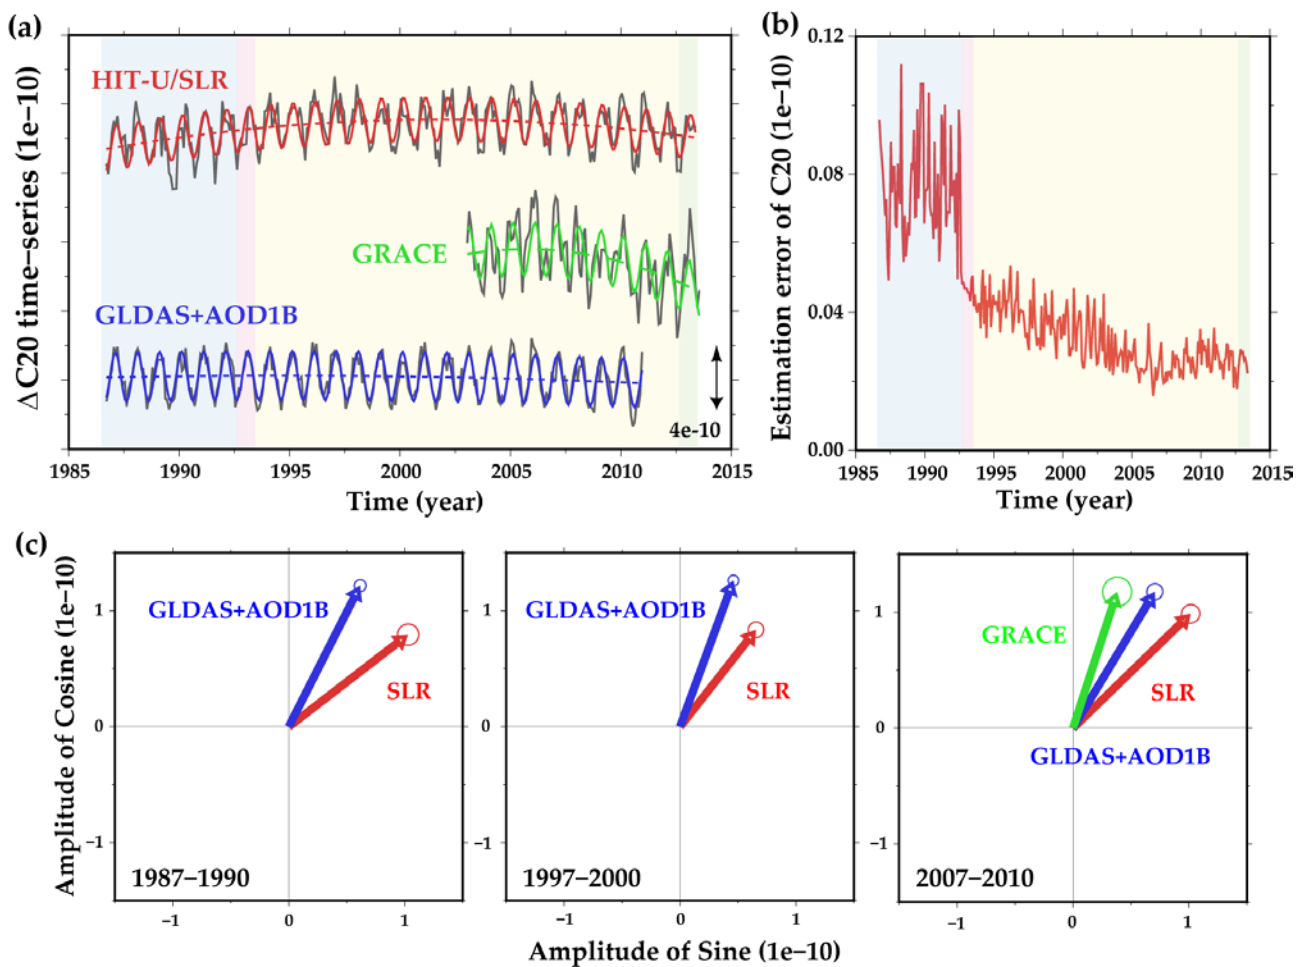 (a)
HIT-U/SLR
GRACE
GLDAS+AOD1B
4e-10
ΔC20 time-series (1e-10)
1985 1990 1995 2000 2005 2010 2015
Time (year)
(b)
0.12
0.08
0.04
0.00
Estimation error of C20 (1e-10)
1985 1990 1995 2000 2005 2010 2015
Time (year)
(c)
Amplitude of Cosine (1e-10)
1
0
−1
GLDAS+AOD1B
SLR
1987–1990
−1 0 1
1
0
−1
GLDAS+AOD1B
SLR
1997–2000
−1 0 1
1
0
−1
GRACE
SLR
GLDAS+AOD1B
2007–2010
−1 0 1
Amplitude of Sine (1e-10)